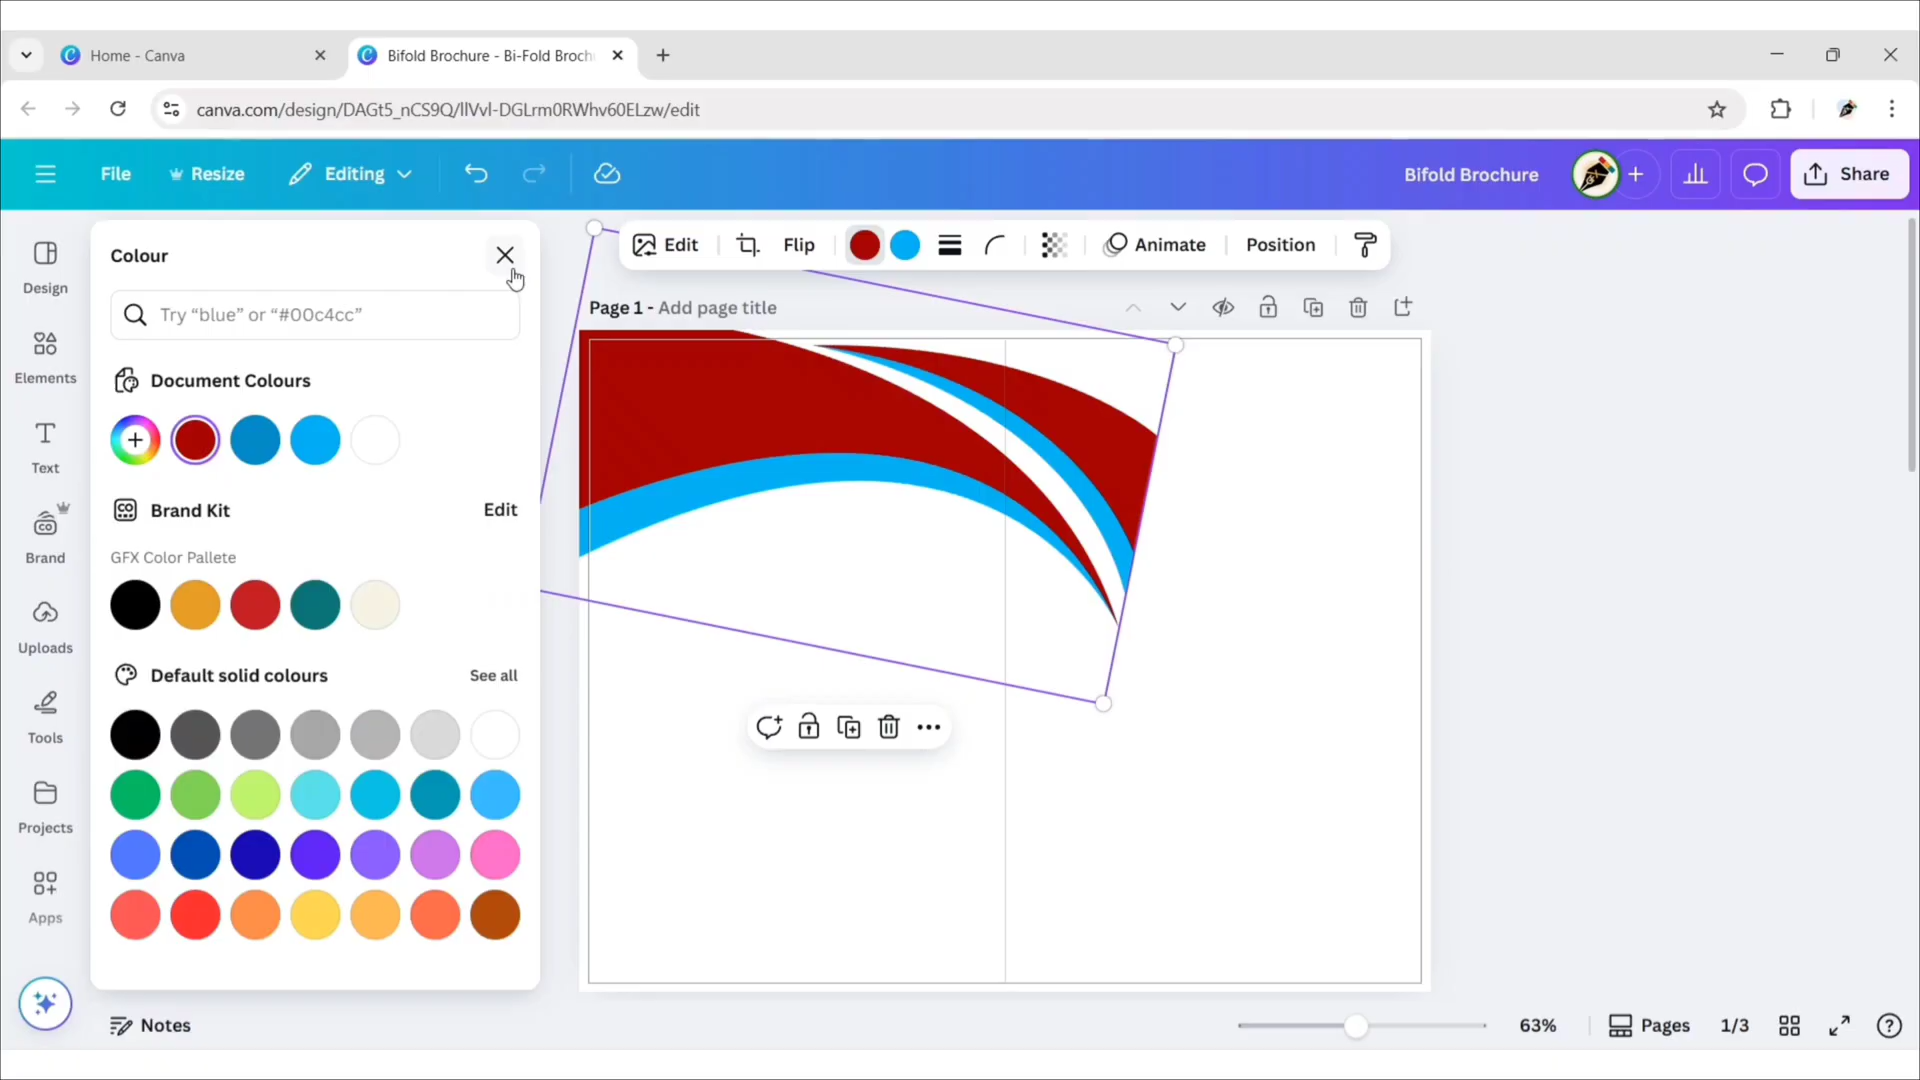 Home - Canva
Bifold Brochure - Bi-Fold Broch
canva.com/design/DAGt5_nCS9Q/llVvl-DGLrm0RWhv60ELzw/edit
File
Resize
Editing
Bifold Brochure
Share
Design
Elements
Text
Brand
Uploads
Tools
Projects
Apps
Colour
Try “blue” or “#00c4cc”
Document Colours
Brand Kit
Edit
GFX Color Pallete
Default solid colours
See all
Edit
Flip
Animate
Position
Page 1 - Add page title
Notes
63%
Pages
1/3